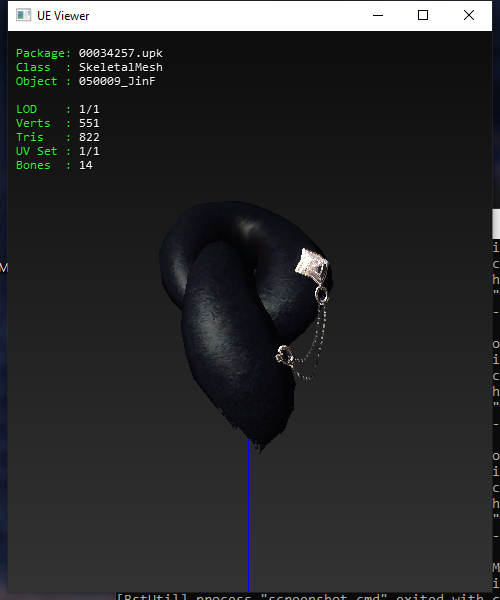 UE Viewer
Package: 00034257.upk
Class : SkeletalMesh
Object : 050009_JinF
LOD : 1/1
Verts : 551
Tris : 822
UV Set : 1/1
Bones : 14